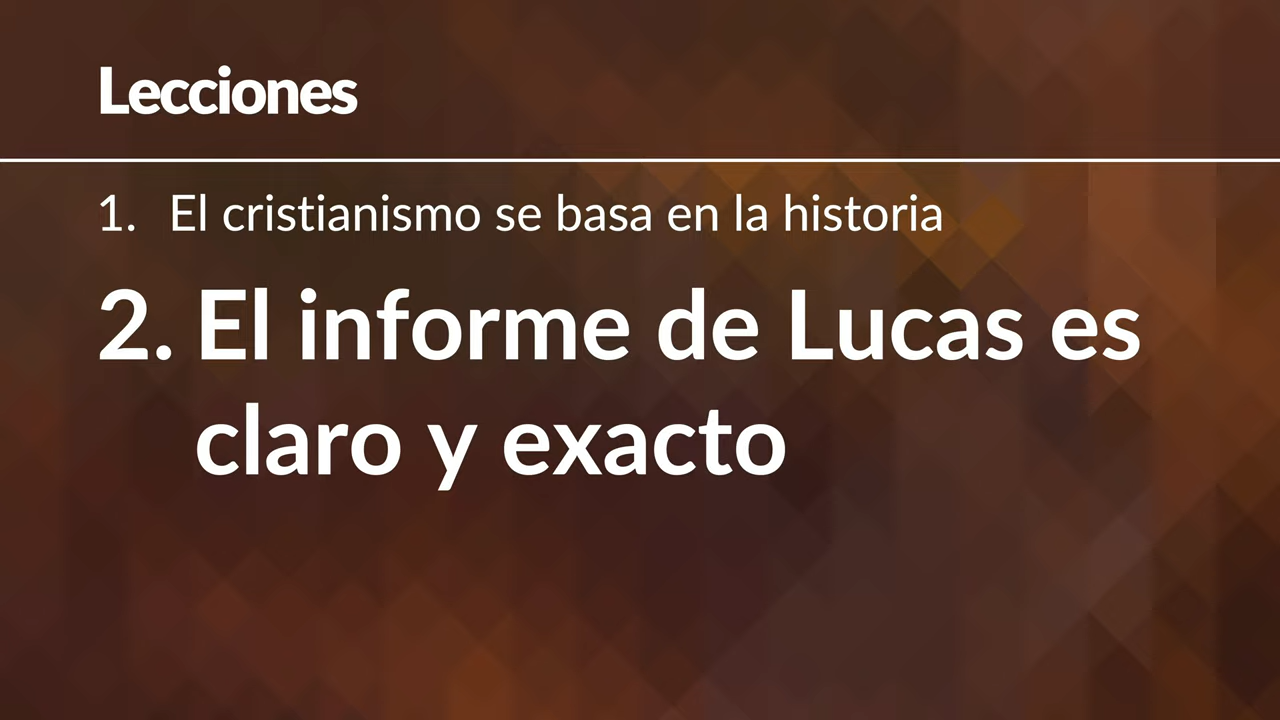 Lecciones
1. El cristianismo se basa en la historia
2. El informe de Lucas es
claro y exacto